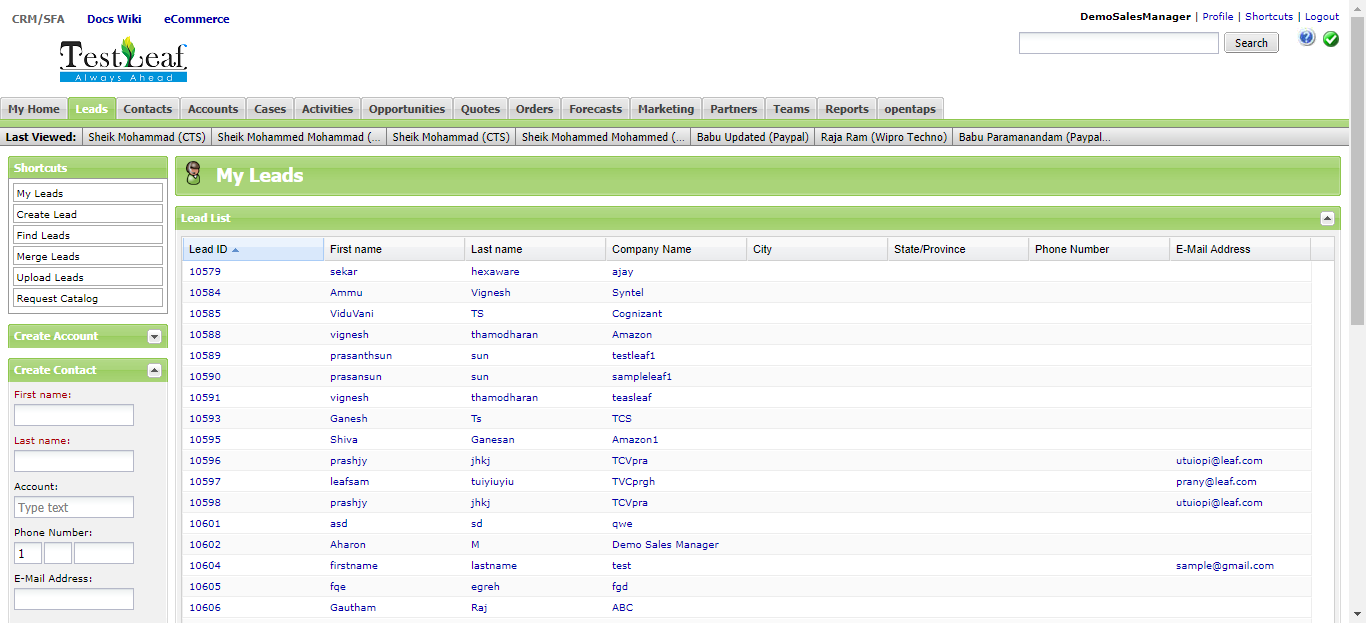 CRM/SFA Docs Wiki eCommerce
DemoSalesManager | Profile | Shortcuts | Logout
TestLeaf
Always Ahead
Search
?
My Home Leads Contacts Accounts Cases Activities Opportunities Quotes Orders Forecasts Marketing Partners Teams Reports opentaps
Last Viewed: Sheik Mohammad (CTS) Sheik Mohammed Mohammad (... Sheik Mohammad (CTS) Sheik Mohammed Mohammed (... Babu Updated (Paypal) Raja Ram (Wipro Techno) Babu Paramanandam (Paypal...
Shortcuts
My Leads
Create Lead
Find Leads
Merge Leads
Upload Leads
Request Catalog
Create Account
Create Contact
First name:
Last name:
Account:
Type text
Phone Number:
1
E-Mail Address:
My Leads
Lead List
Lead ID First name Last name Company Name City State/Province Phone Number E-Mail Address
10579 sekar hexaware ajay
10584 Ammu Vignesh Syntel
10585 ViduVani TS Cognizant
10588 vignesh thamodharan Amazon
10589 prasanthsun sun testleaf1
10590 prasansun sun sampleleaf1
10591 vignesh thamodharan teasleaf
10593 Ganesh Ts TCS
10595 Shiva Ganesan Amazon1
10596 prashjy jhkj TCVpra utuiopi@leaf.com
10597 leafsam tuiyiuyiu TVCprgh prany@leaf.com
10598 prashjy jhkj TCVpra utuiopi@leaf.com
10601 asd sd qwe
10602 Aharon M Demo Sales Manager
10604 firstname lastname test sample@gmail.com
10605 fqe egreh fgd
10606 Gautham Raj ABC